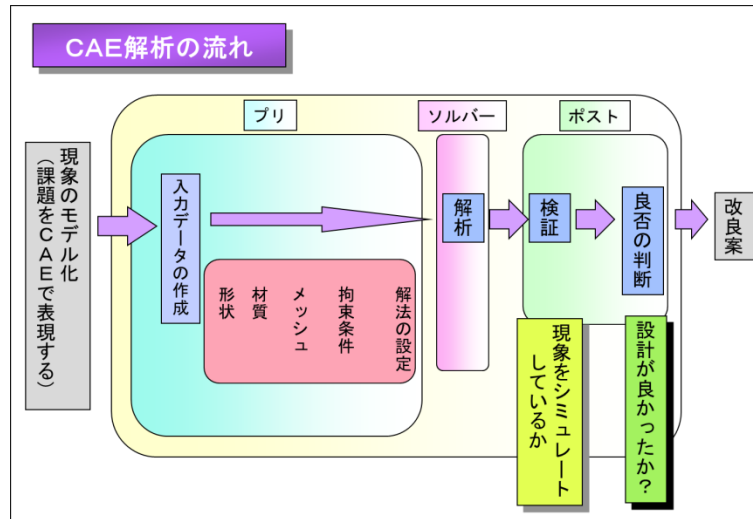 CAE解析の流れ
プリ
ソルバー
ポスト
現象のモデル化
(課題をCAEで表現する)
入力データの作成
形状
材質
メッシュ
拘束条件
解法の設定
解析
検証
良否の判断
改良案
現象をシミュレート
しているか
設計が良かったか?